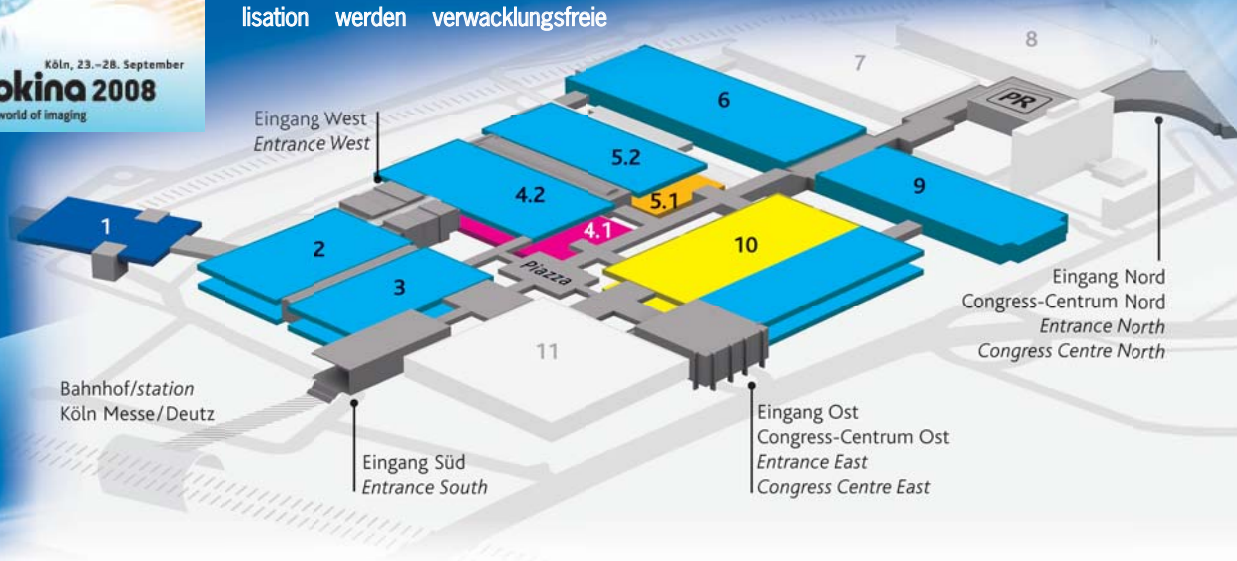 lisation werden verwacklungsfreie
Köln, 23.–28. September
okina 2008
world of imaging
8
7
PR
6
Eingang West
Entrance West
5.2
4.2
5.1
9
1
4.1
2
10
Piazza
3
Eingang Nord
Congress-Centrum Nord
Entrance North
Congress Centre North
11
Bahnhof/station
Köln Messe/Deutz
Eingang Ost
Congress-Centrum Ost
Entrance East
Congress Centre East
Eingang Süd
Entrance South